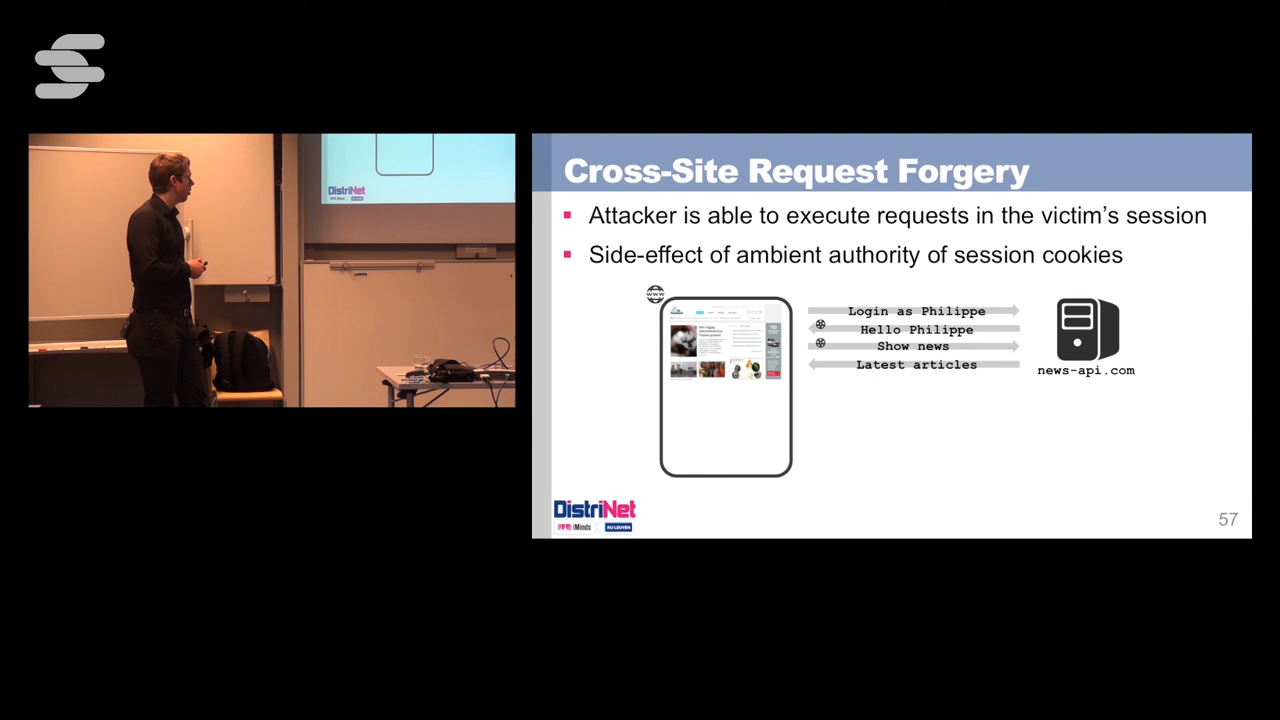 DistriNet
Cross-Site Request Forgery
Attacker is able to execute requests in the victim's session
Side-effect of ambient authority of session cookies
WWW
Login as Philippe
Hello Philippe
Show news
Latest articles
news-api.com
DistriNet
iMinds
KU LEUVEN
57